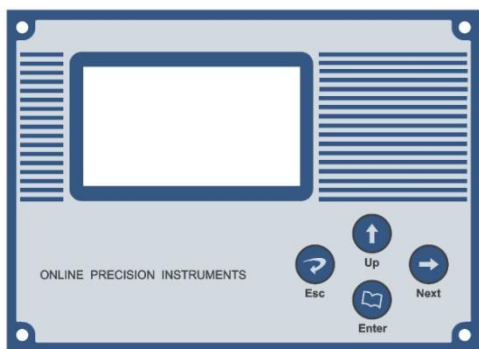 Up
ONLINE PRECISION INSTRUMENTS
Esc
Next
Enter